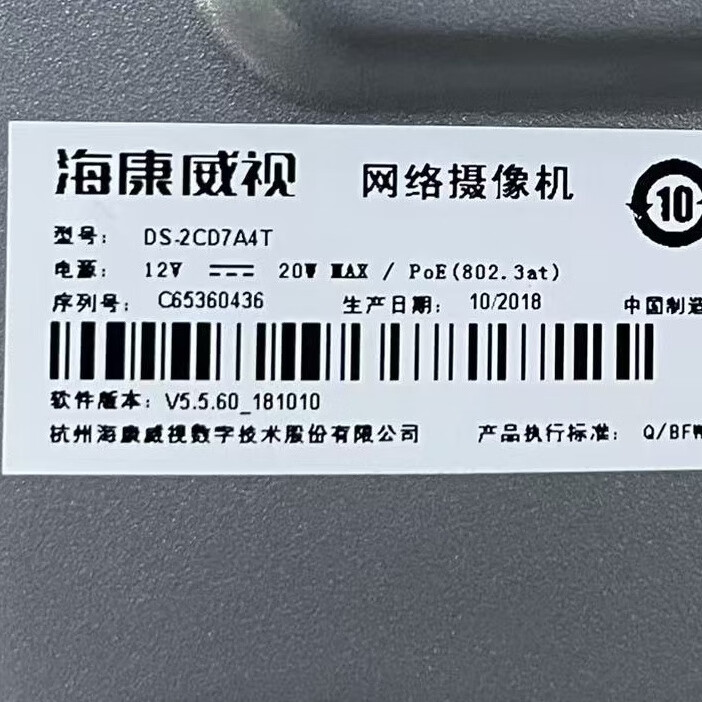 海康威视 网络摄像机
10
型号： DS-2CD7A4T
电源： 12V ⎓ 20W MAX / PoE(802.3at)
序列号： C65360436 生产日期： 10/2018 中国制造
软件版本： V5.5.60_181010
杭州海康威视数字技术股份有限公司 产品执行标准： Q/BFW